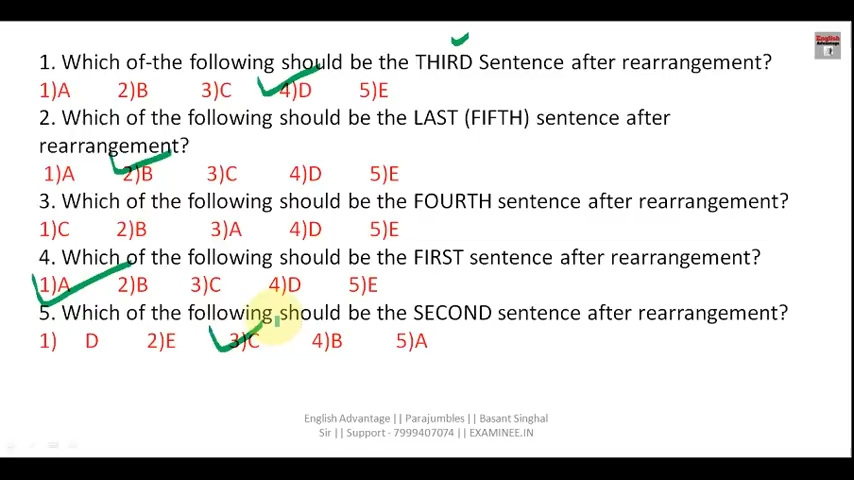 English
Advantage
1. Which of-the following should be the THIRD Sentence after rearrangement?
1)A 2)B 3)C 4)D 5)E
2. Which of the following should be the LAST (FIFTH) sentence after
rearrangement?
1)A 2)B 3)C 4)D 5)E
3. Which of the following should be the FOURTH sentence after rearrangement?
1)C 2)B 3)A 4)D 5)E
4. Which of the following should be the FIRST sentence after rearrangement?
1)A 2)B 3)C 4)D 5)E
5. Which of the following should be the SECOND sentence after rearrangement?
1) D 2)E 3)C 4)B 5)A
English Advantage || Parajumbles || Basant Singhal
Sir || Support - 7999407074 || EXAMINEE.IN